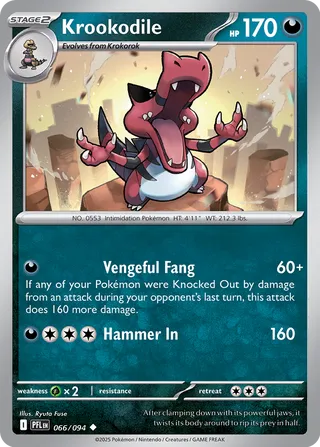 STAGE 2
Krookodile
HP 170
Evolves from Krokorok
NO. 0553 Intimidation Pokémon. HT: 4'11" WT: 212.3 lbs.
Vengeful Fang 60+
If any of your Pokémon were Knocked Out by damage
from an attack during your opponent's last turn, this attack
does 160 more damage.
Hammer In 160
weakness ×2 resistance retreat
Illus. Ryuta Fuse
I PFL EN 066/094
After clamping down with its powerful jaws, it
twists its body around to rip its prey in half.
©2025 Pokémon / Nintendo / Creatures / GAME FREAK